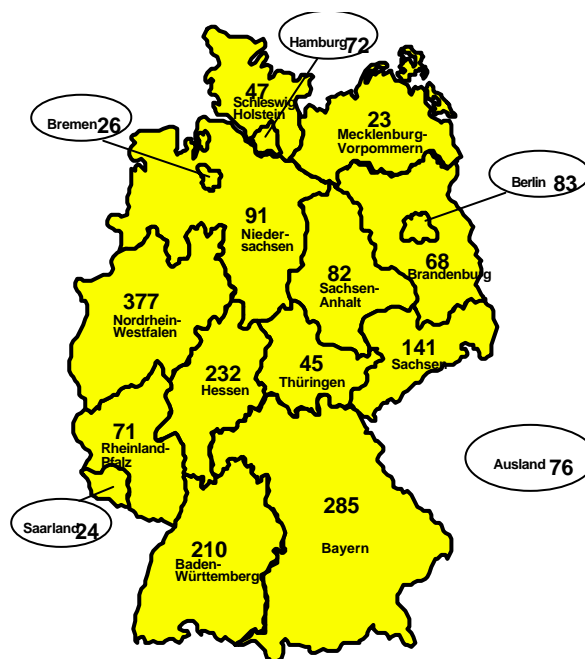 Hamburg72
47
Schleswig
Holstein
23
Mecklenburg-
Vorpommern
Bremen26
Berlin 83
91
Nieder-
sachsen
68
Brandenburg
82
Sachsen-
Anhalt
377
Nordrhein-
Westfalen
141
Sachsen
45
Thüringen
232
Hessen
71
Rheinland-
Pfalz
Ausland 76
Saarland24
285
Bayern
210
Baden-
Württemberg